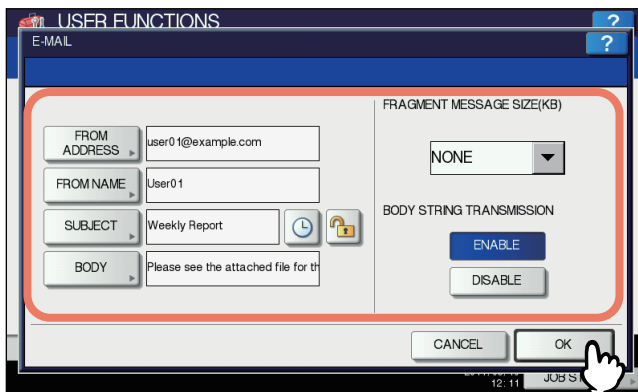 USER FUNCTIONS
?
E-MAIL
?
FRAGMENT MESSAGE SIZE(KB)
FROM
ADDRESS
user01@example.com
NONE
FROM NAME
User01
SUBJECT
Weekly Report
BODY STRING TRANSMISSION
ENABLE
BODY
Please see the attached file for th
DISABLE
CANCEL
OK
12:11
JOB ST